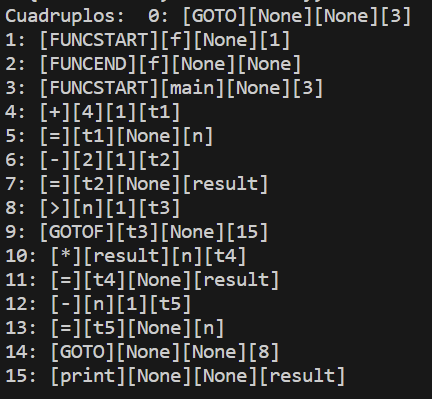 Cuadruplos:  0: [GOTO][None][None][3]
1: [FUNCSTART][f][None][1]
2: [FUNCEND][f][None][None]
3: [FUNCSTART][main][None][3]
4: [+][4][1][t1]
5: [=][t1][None][n]
6: [-][2][1][t2]
7: [=][t2][None][result]
8: [>][n][1][t3]
9: [GOTOF][t3][None][15]
10: [*][result][n][t4]
11: [=][t4][None][result]
12: [-][n][1][t5]
13: [=][t5][None][n]
14: [GOTO][None][None][8]
15: [print][None][None][result]